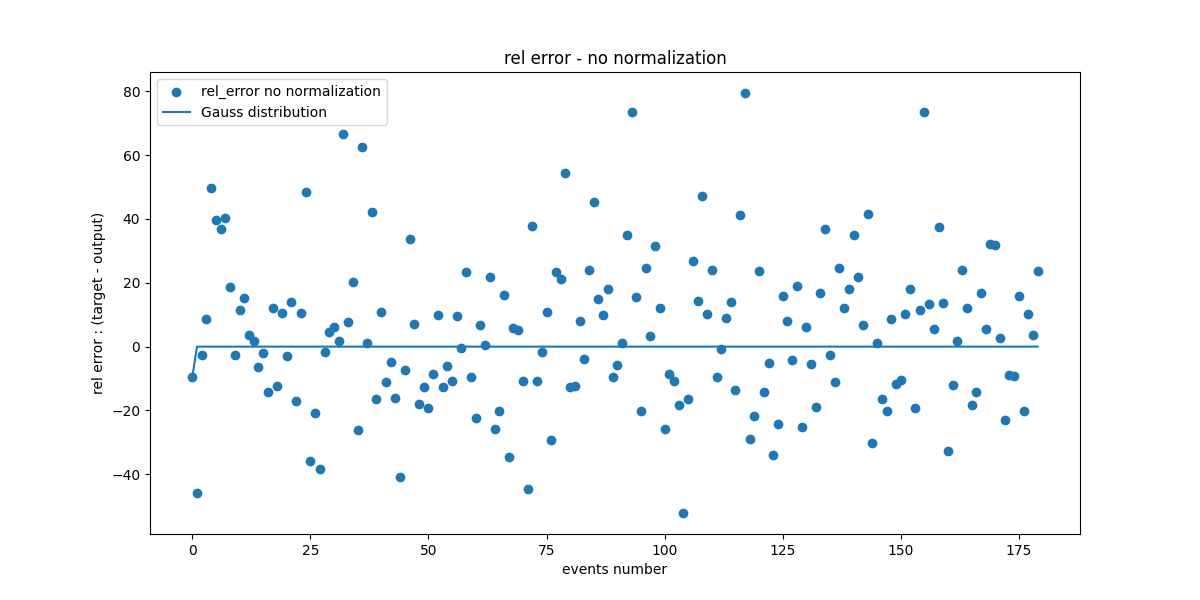 rel error - no normalization
rel_error no normalization
Gauss distribution
80
60
40
20
0
−20
−40
rel error : (target - output)
0 25 50 75 100 125 150 175
events number